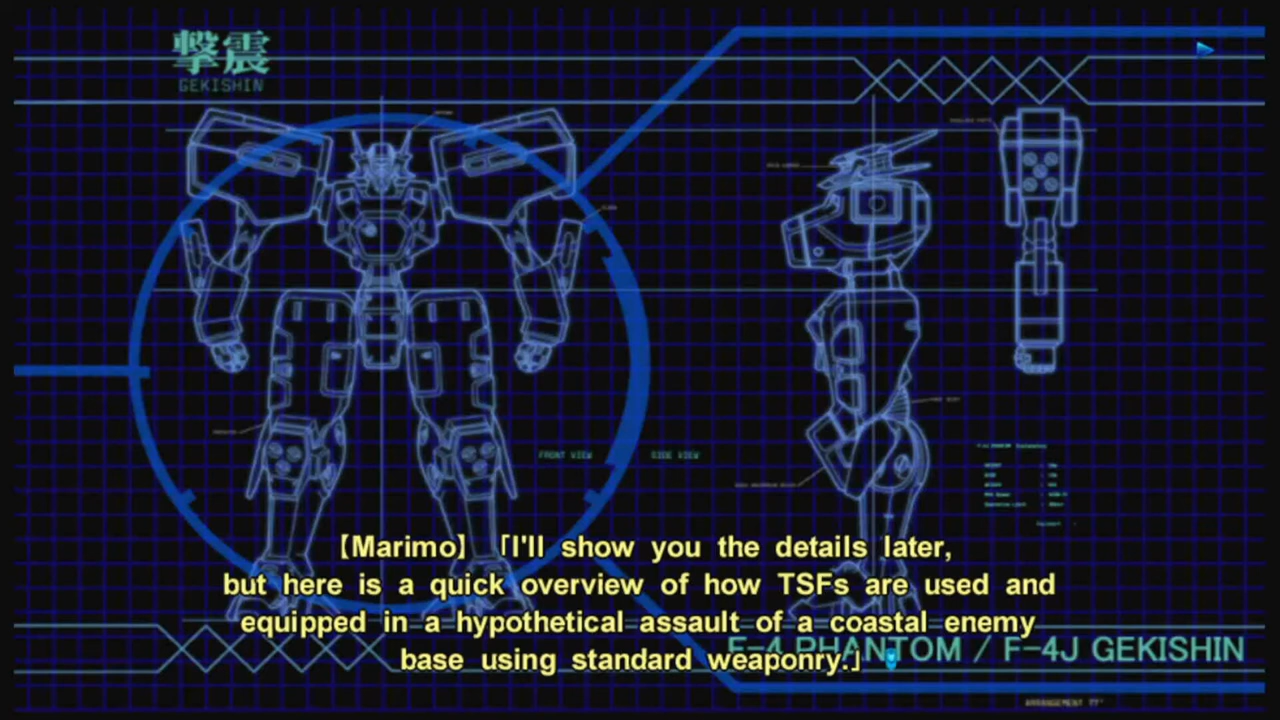 撃震
GEKISHIN
FRONT VIEW
SIDE VIEW
【Marimo】 「I'll show you the details later,
but here is a quick overview of how TSFs are used and
equipped in a hypothetical assault of a coastal enemy
base using standard weaponry.」
F-4 PHANTOM / F-4J GEKISHIN